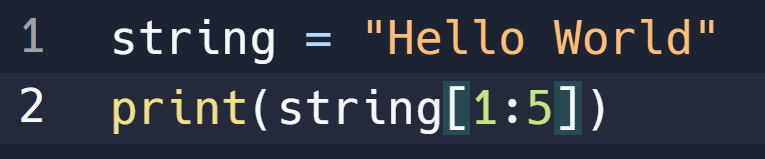 1 string = "Hello World"
2 print(string[1:5])